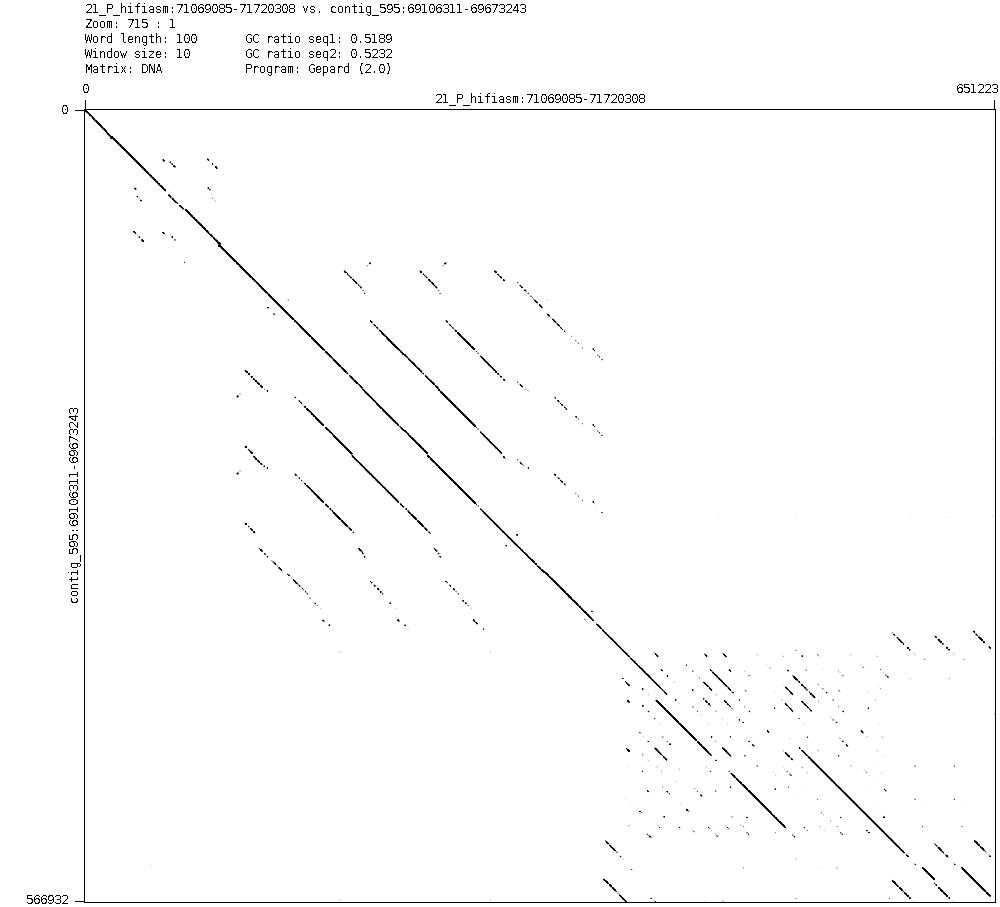 21_P_hifiasm:71069085-71720308 vs. contig_595:69106311-69673243
Zoom: 715 : 1
Word length: 100 GC ratio seq1: 0.5189
Window size: 10 GC ratio seq2: 0.5232
Matrix: DNA Program: Gepard (2.0)
0 651223
21_P_hifiasm:71069085-71720308
0
contig_595:69106311-69673243
566932